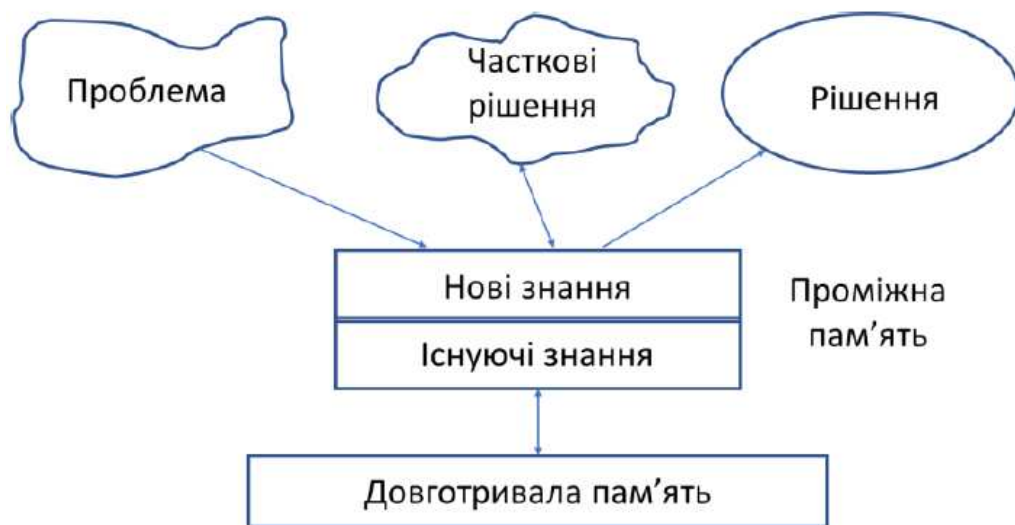 Проблема
Часткові
рішення
Рішення
Нові знання
Існуючі знання
Проміжна
пам’ять
Довготривала пам’ять